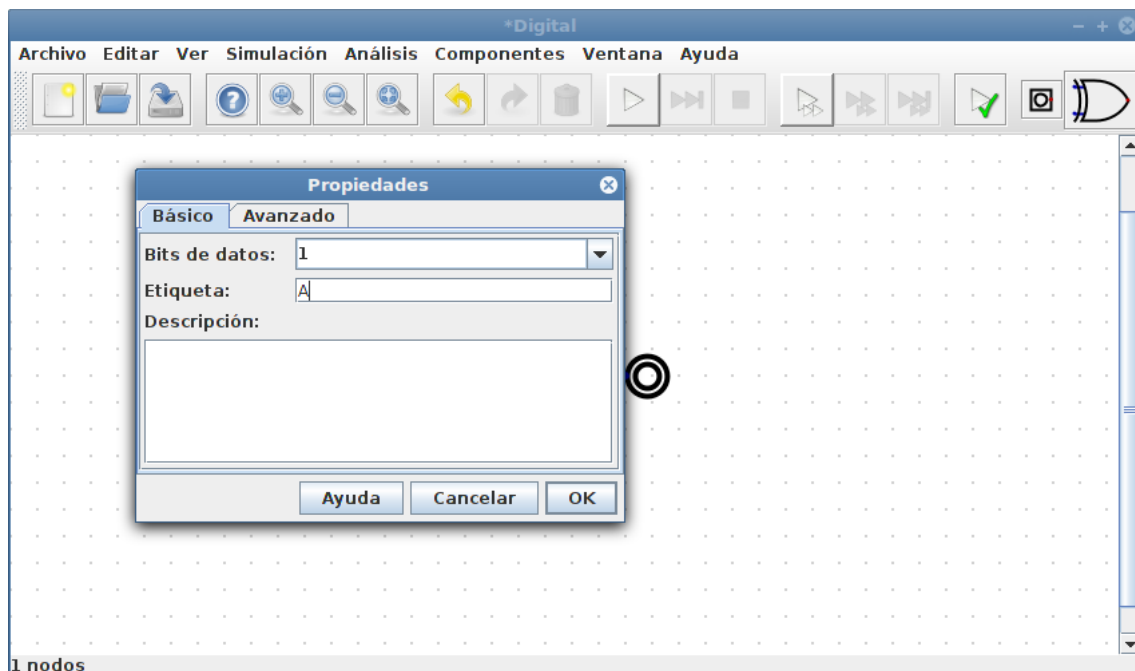 *Digital
Archivo Editar Ver Simulación Análisis Componentes Ventana Ayuda
Propiedades
Básico Avanzado
Bits de datos: 1
Etiqueta: A
Descripción:
Ayuda Cancelar OK
1 nodos